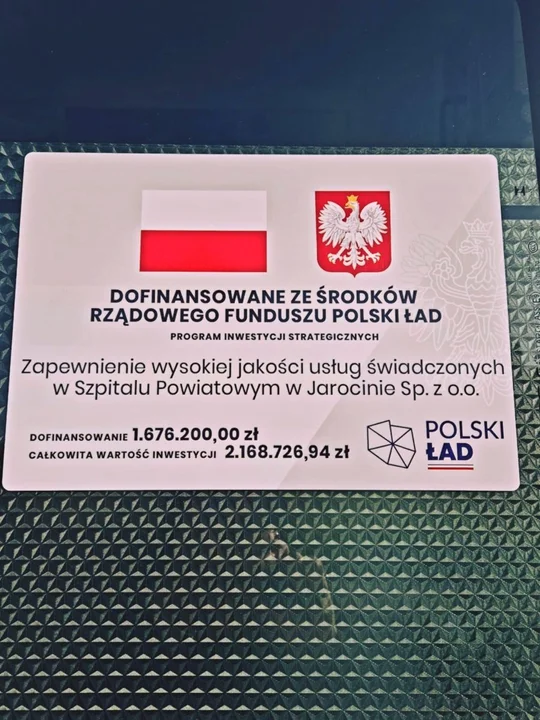 DOFINANSOWANE ZE ŚRODKÓW
RZĄDOWEGO FUNDUSZU POLSKI ŁAD
PROGRAM INWESTYCJI STRATEGICZNYCH
Zapewnienie wysokiej jakości usług świadczonych
w Szpitalu Powiatowym w Jarocinie Sp. z o.o.
DOFINANSOWANIE 1.676.200,00 zł
CAŁKOWITA WARTOŚĆ INWESTYCJI 2.168.726,94 zł
POLSKI
ŁAD